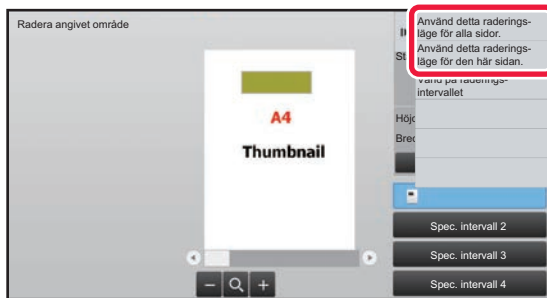 Radera angivet område
Använd detta raderings-
läge för alla sidor.
Använd detta raderings-
läge för den här sidan.
Vänd på raderings-
intervallet
A4
Thumbnail
Spec. intervall 2
Spec. intervall 3
Spec. intervall 4